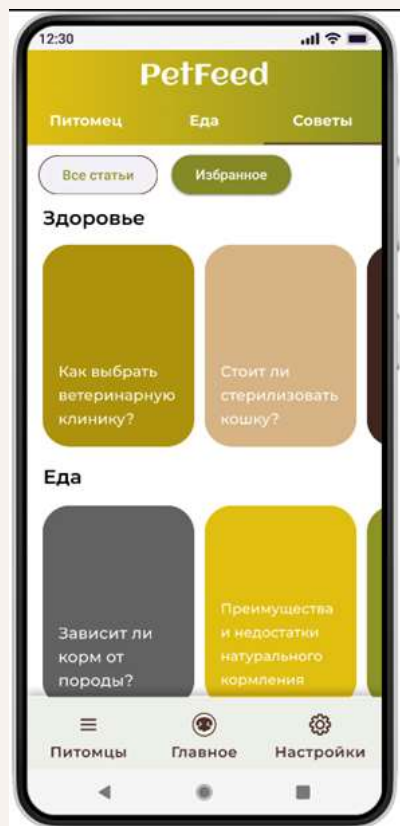 12:30
PetFeed
Питомец Еда Советы
Все статьи Избранное
Здоровье
Как выбрать
ветеринарную
клинику?
Стоит ли
стерилизовать
кошку?
Еда
Зависит ли
корм от
породы?
Преимущества
и недостатки
натурального
кормления
Питомцы Главное Настройки